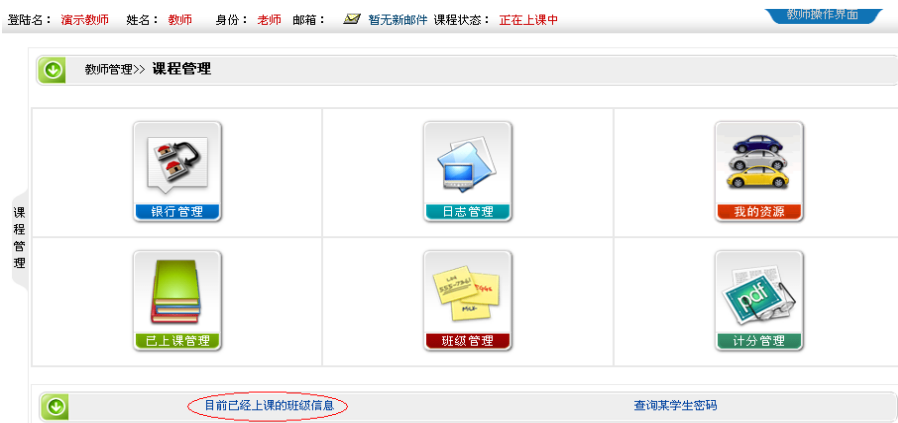 登陆名： 演示教师 姓名： 教师 身份： 老师 邮箱： 暂无新邮件 课程状态： 正在上课中
教师操作界面
教师管理>> 课程管理
课程管理
银行管理
日志管理
我的资源
已上课管理
班级管理
pdf
计分管理
目前已经上课的班级信息
查询某学生密码